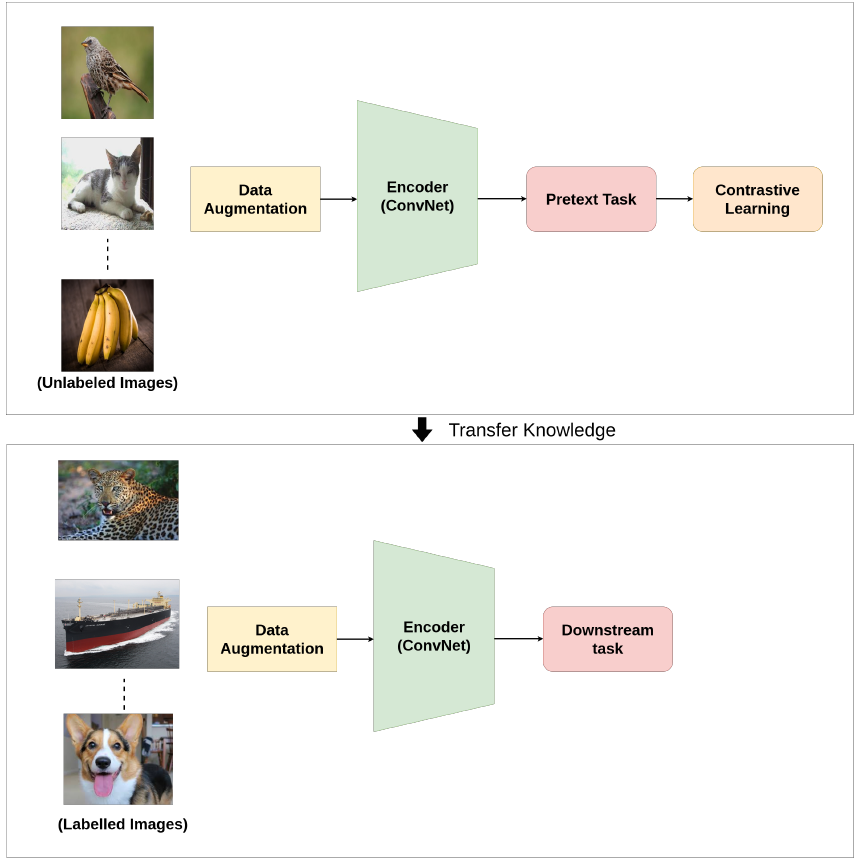 Data
Augmentation
Encoder
(ConvNet)
Pretext Task
Contrastive
Learning
(Unlabeled Images)
Transfer Knowledge
Data
Augmentation
Encoder
(ConvNet)
Downstream
task
(Labelled Images)